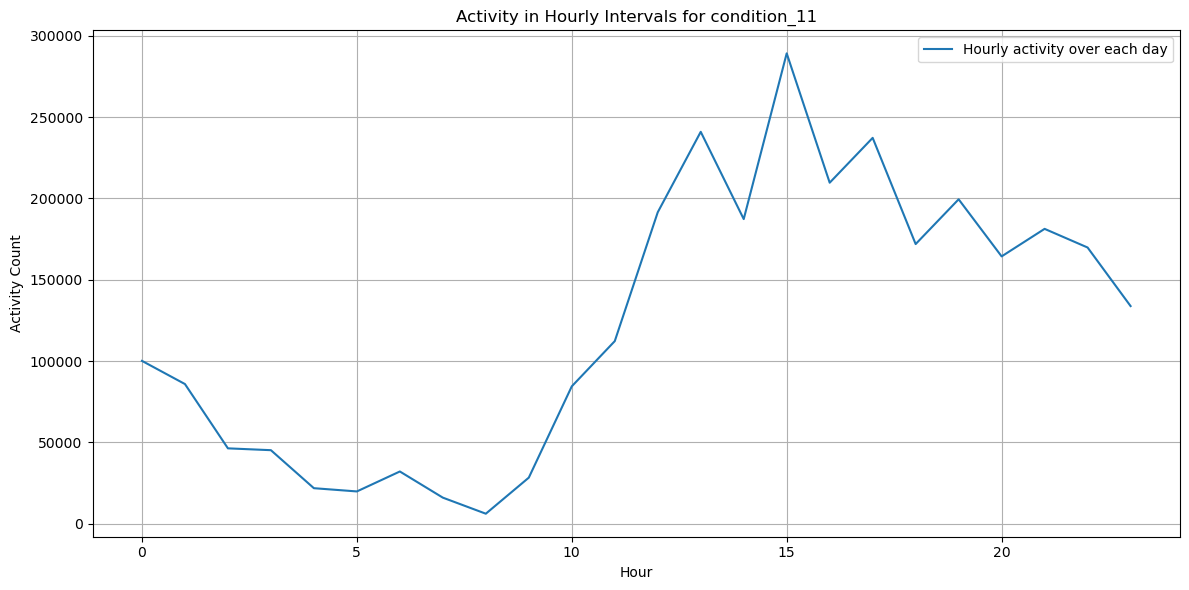 Activity in Hourly Intervals for condition_11
Hourly activity over each day
300000
250000
200000
150000
100000
50000
0
Activity Count
0 5 10 15 20
Hour